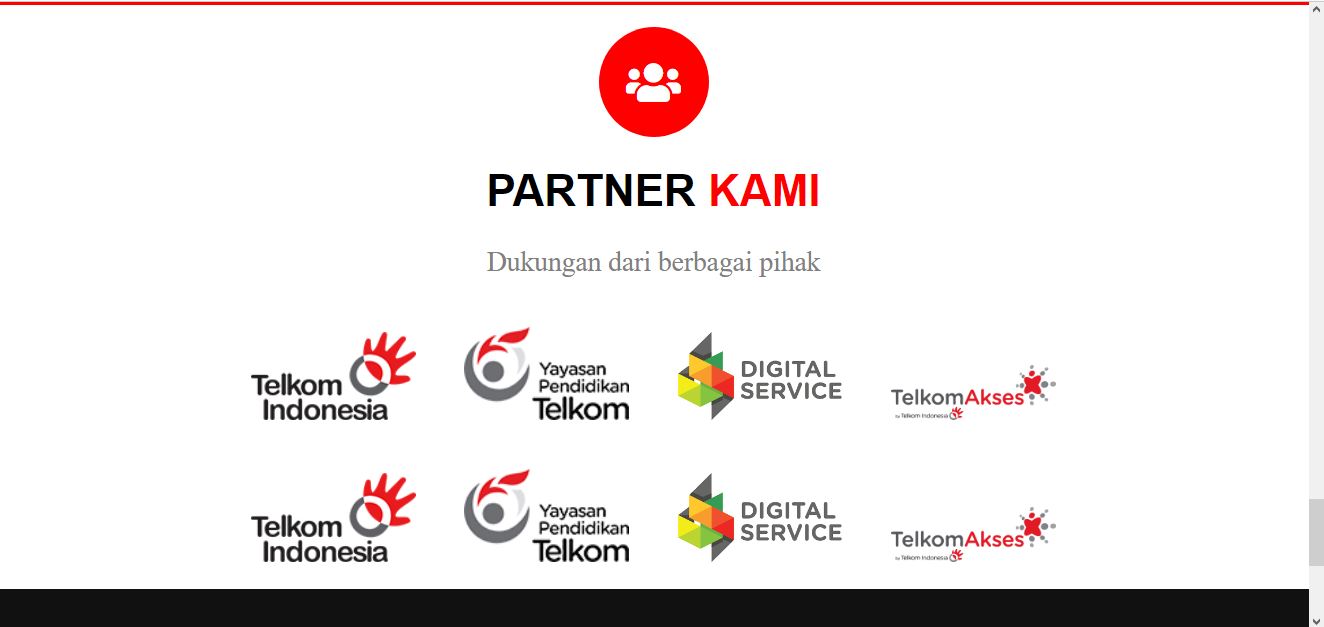 PARTNER KAMI
Dukungan dari berbagai pihak
Telkom
Indonesia
Yayasan
Pendidikan
Telkom
DIGITAL
SERVICE
TelkomAkses
by Telkom Indonesia
Telkom
Indonesia
Yayasan
Pendidikan
Telkom
DIGITAL
SERVICE
TelkomAkses
by Telkom Indonesia